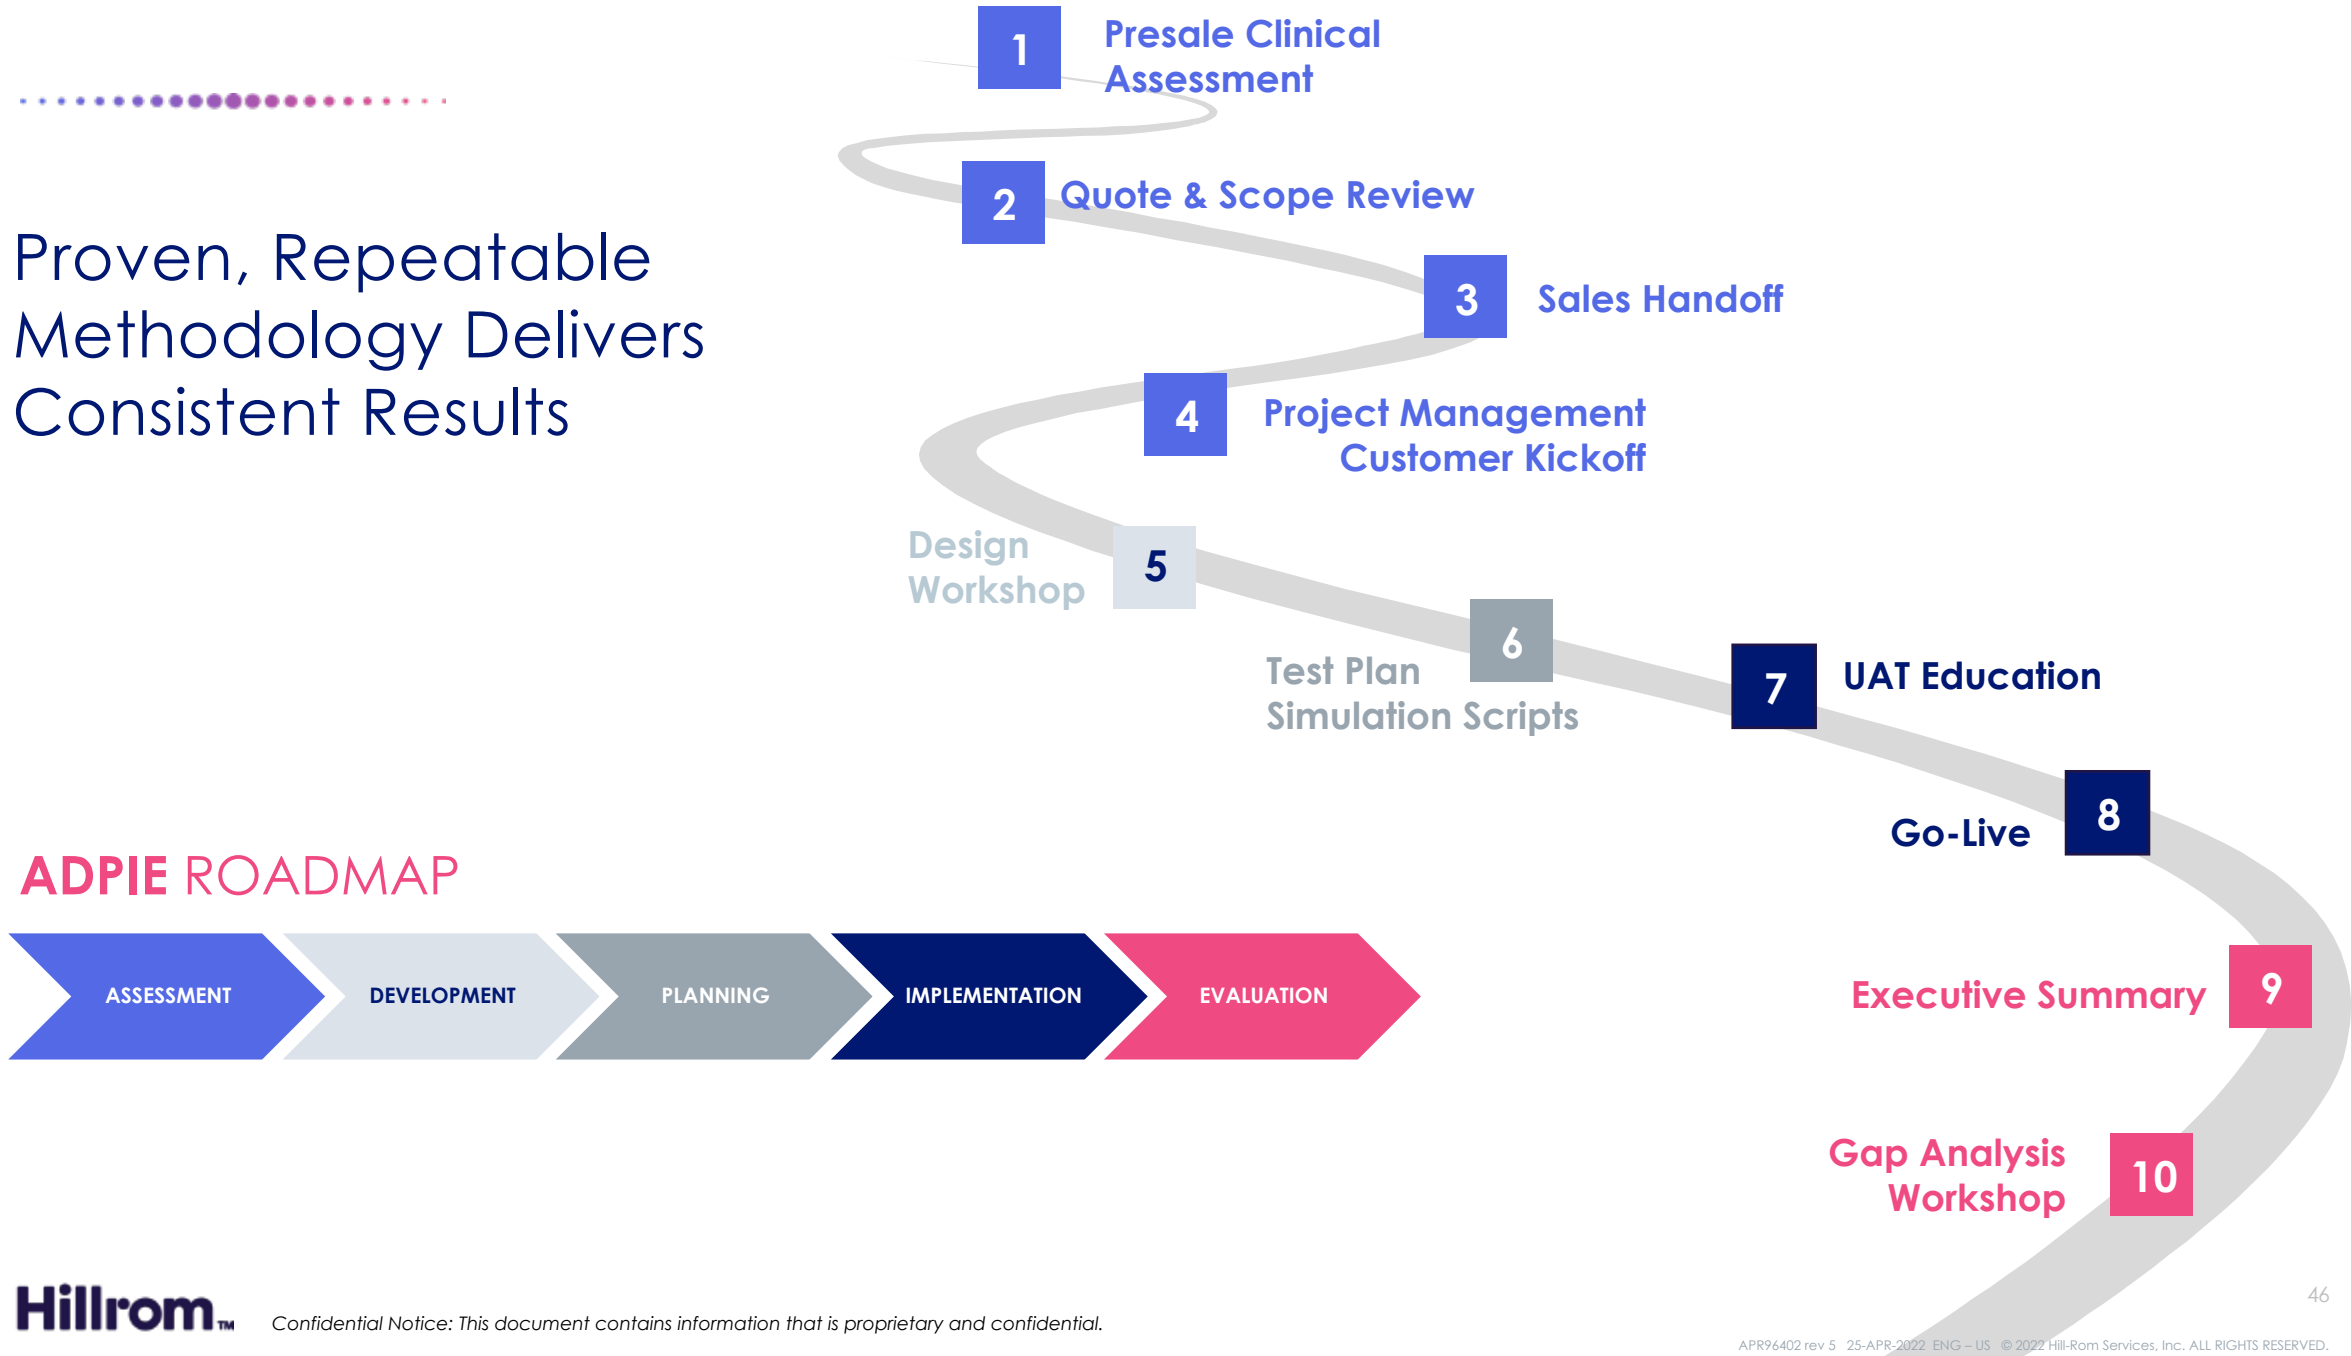 Proven, Repeatable
Methodology Delivers
Consistent Results
1
Presale Clinical
Assessment
2
Quote & Scope Review
3
Sales Handoff
4
Project Management
Customer Kickoff
Design
Workshop
5
6
Test Plan
Simulation Scripts
7
UAT Education
8
Go-Live
9
Executive Summary
10
Gap Analysis
Workshop
ADPIE ROADMAP
ASSESSMENT
DEVELOPMENT
PLANNING
IMPLEMENTATION
EVALUATION
Hillrom™
Confidential Notice: This document contains information that is proprietary and confidential.
46
APR96402 rev 5 25-APR-2022 ENG – US © 2022 Hill-Rom Services, Inc. ALL RIGHTS RESERVED.